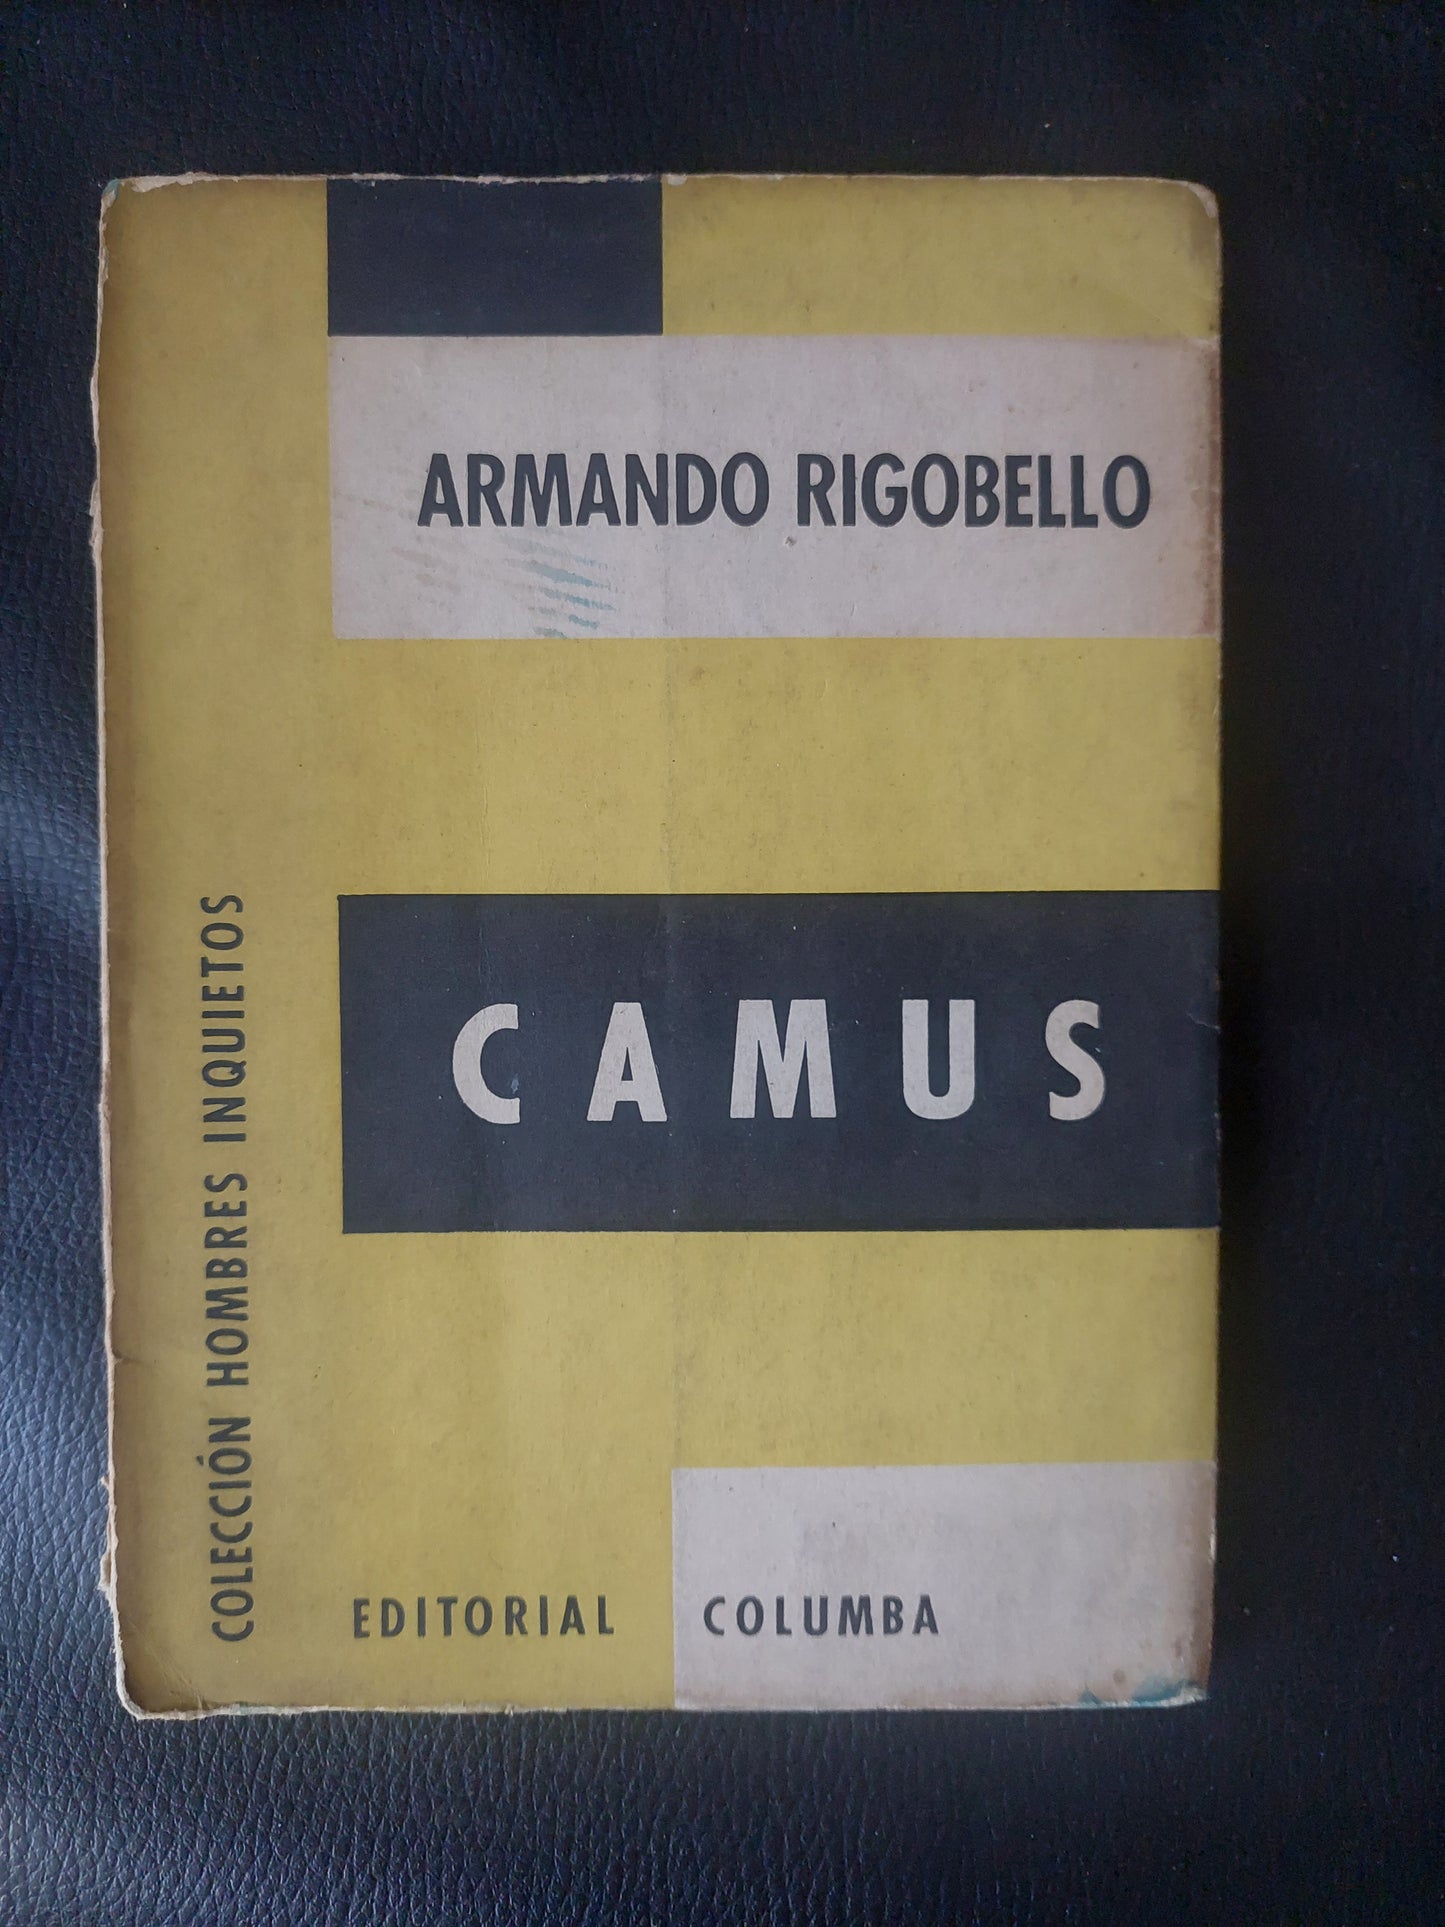 ARMANDO RIGOBELLO
CAMUS
COLECCIÓN HOMBRES INQUIETOS
EDITORIAL COLUMBA